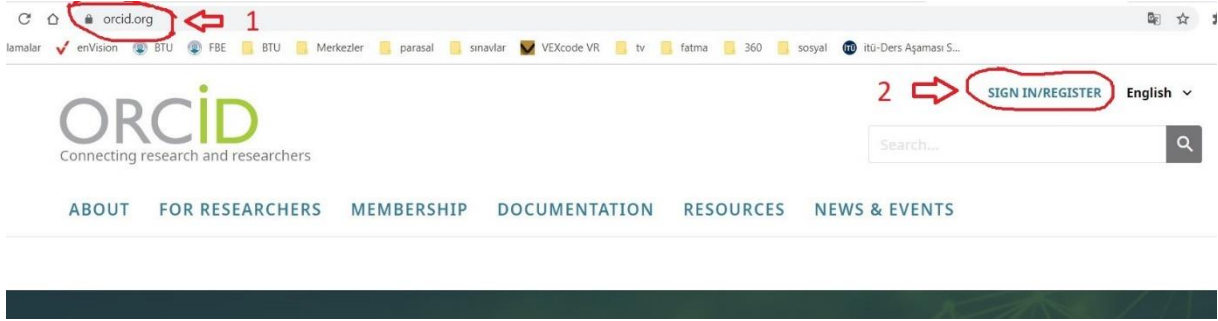 orcid.org 1
lamalar enVision BTU FBE BTU Merkezler parasal sınavlar VEXcode VR tv fatma 360 sosyal itü-Ders Aşaması S...
2 SIGN IN/REGISTER English
ORCiD
Connecting research and researchers
Search...
ABOUT FOR RESEARCHERS MEMBERSHIP DOCUMENTATION RESOURCES NEWS & EVENTS